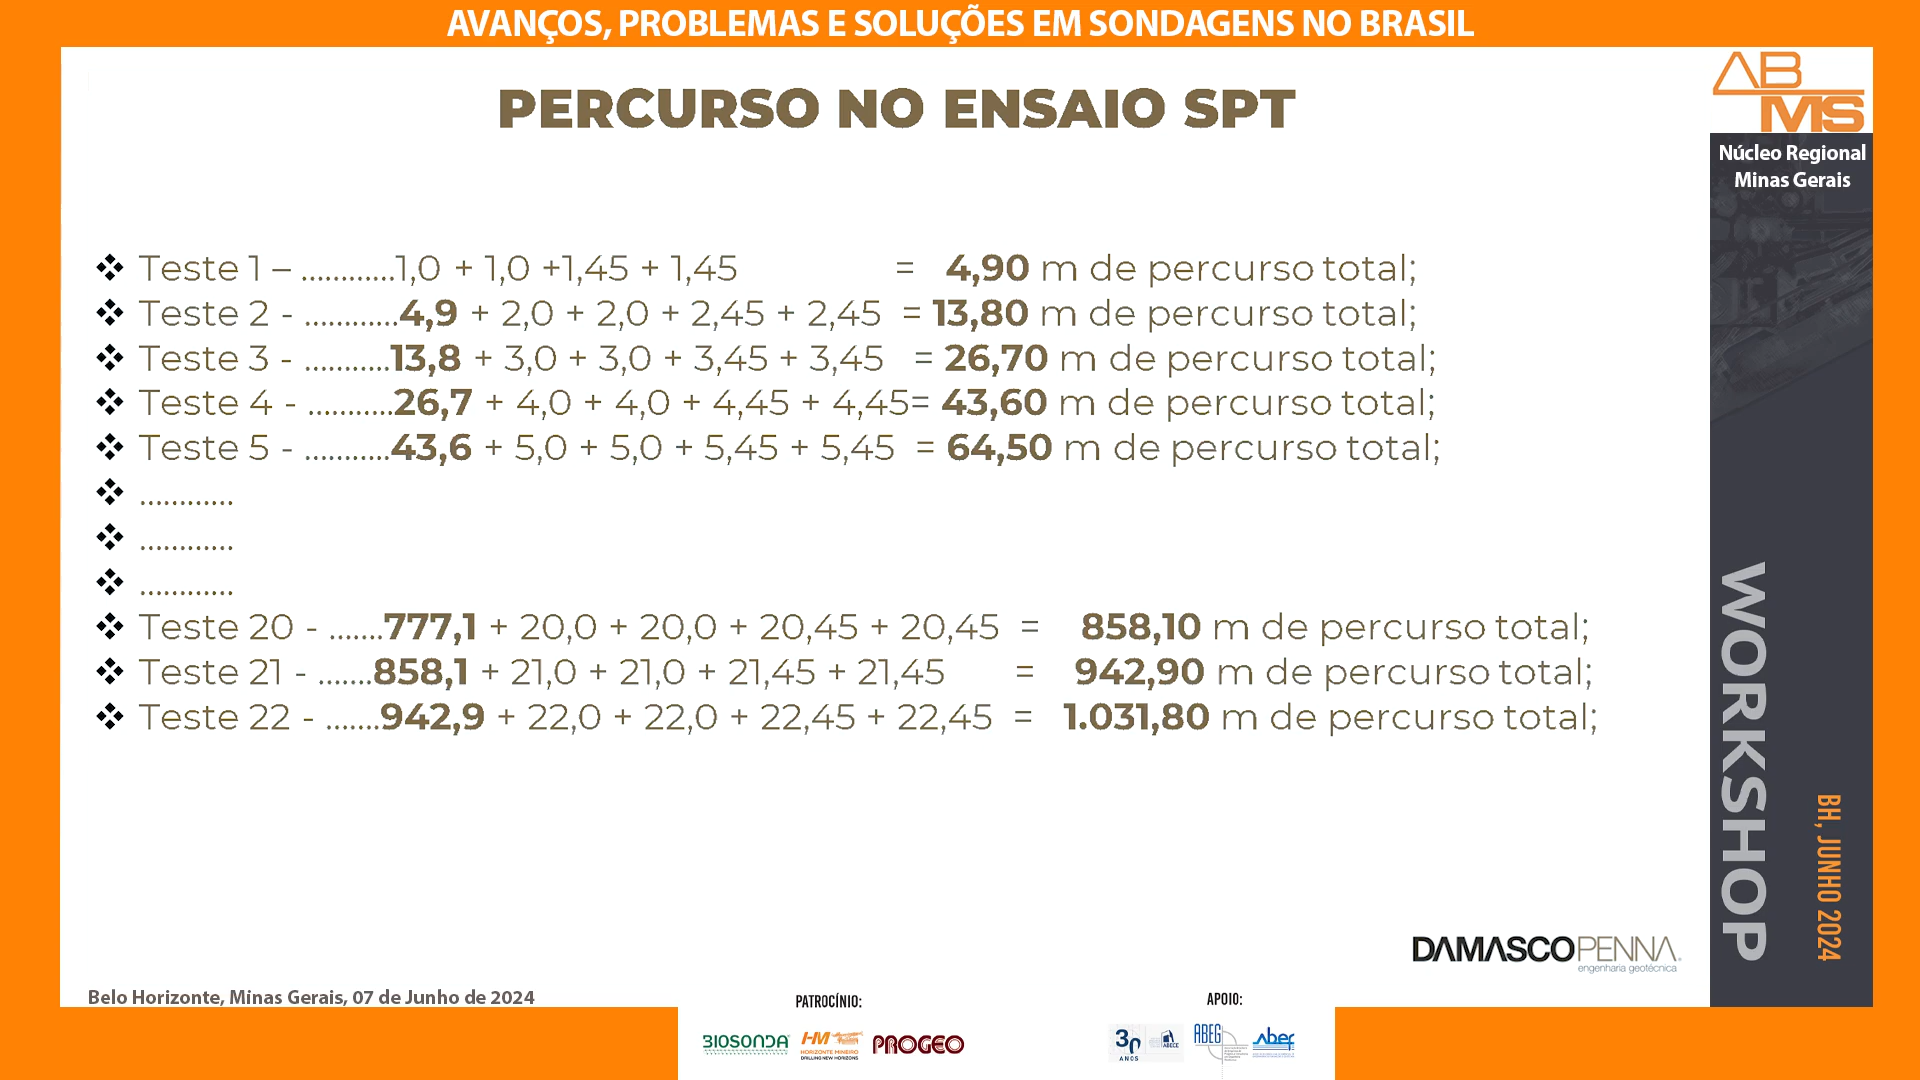 AVANÇOS, PROBLEMAS E SOLUÇÕES EM SONDAGENS NO BRASIL
PERCURSO NO ENSAIO SPT
ABMS
Núcleo Regional
Minas Gerais
❖ Teste 1 – ............1,0 + 1,0 +1,45 + 1,45 = 4,90 m de percurso total;
❖ Teste 2 - ............4,9 + 2,0 + 2,0 + 2,45 + 2,45 = 13,80 m de percurso total;
❖ Teste 3 - ...........13,8 + 3,0 + 3,0 + 3,45 + 3,45 = 26,70 m de percurso total;
❖ Teste 4 - ...........26,7 + 4,0 + 4,0 + 4,45 + 4,45= 43,60 m de percurso total;
❖ Teste 5 - ...........43,6 + 5,0 + 5,0 + 5,45 + 5,45 = 64,50 m de percurso total;
❖ ............
❖ ............
❖ ............
❖ Teste 20 - .......777,1 + 20,0 + 20,0 + 20,45 + 20,45 = 858,10 m de percurso total;
❖ Teste 21 - .......858,1 + 21,0 + 21,0 + 21,45 + 21,45 = 942,90 m de percurso total;
❖ Teste 22 - .......942,9 + 22,0 + 22,0 + 22,45 + 22,45 = 1.031,80 m de percurso total;
WORKSHOP
BH, JUNHO 2024
DAMASCOPENNA
engenharia geotécnica
Belo Horizonte, Minas Gerais, 07 de Junho de 2024
PATROCÍNIO:
APOIO:
BIOSONDA
HM
HORIZONTE MINEIRO
DRILLING NEW HORIZONS
PROGEO
30
ANOS
ABECE
ABEG
Abef